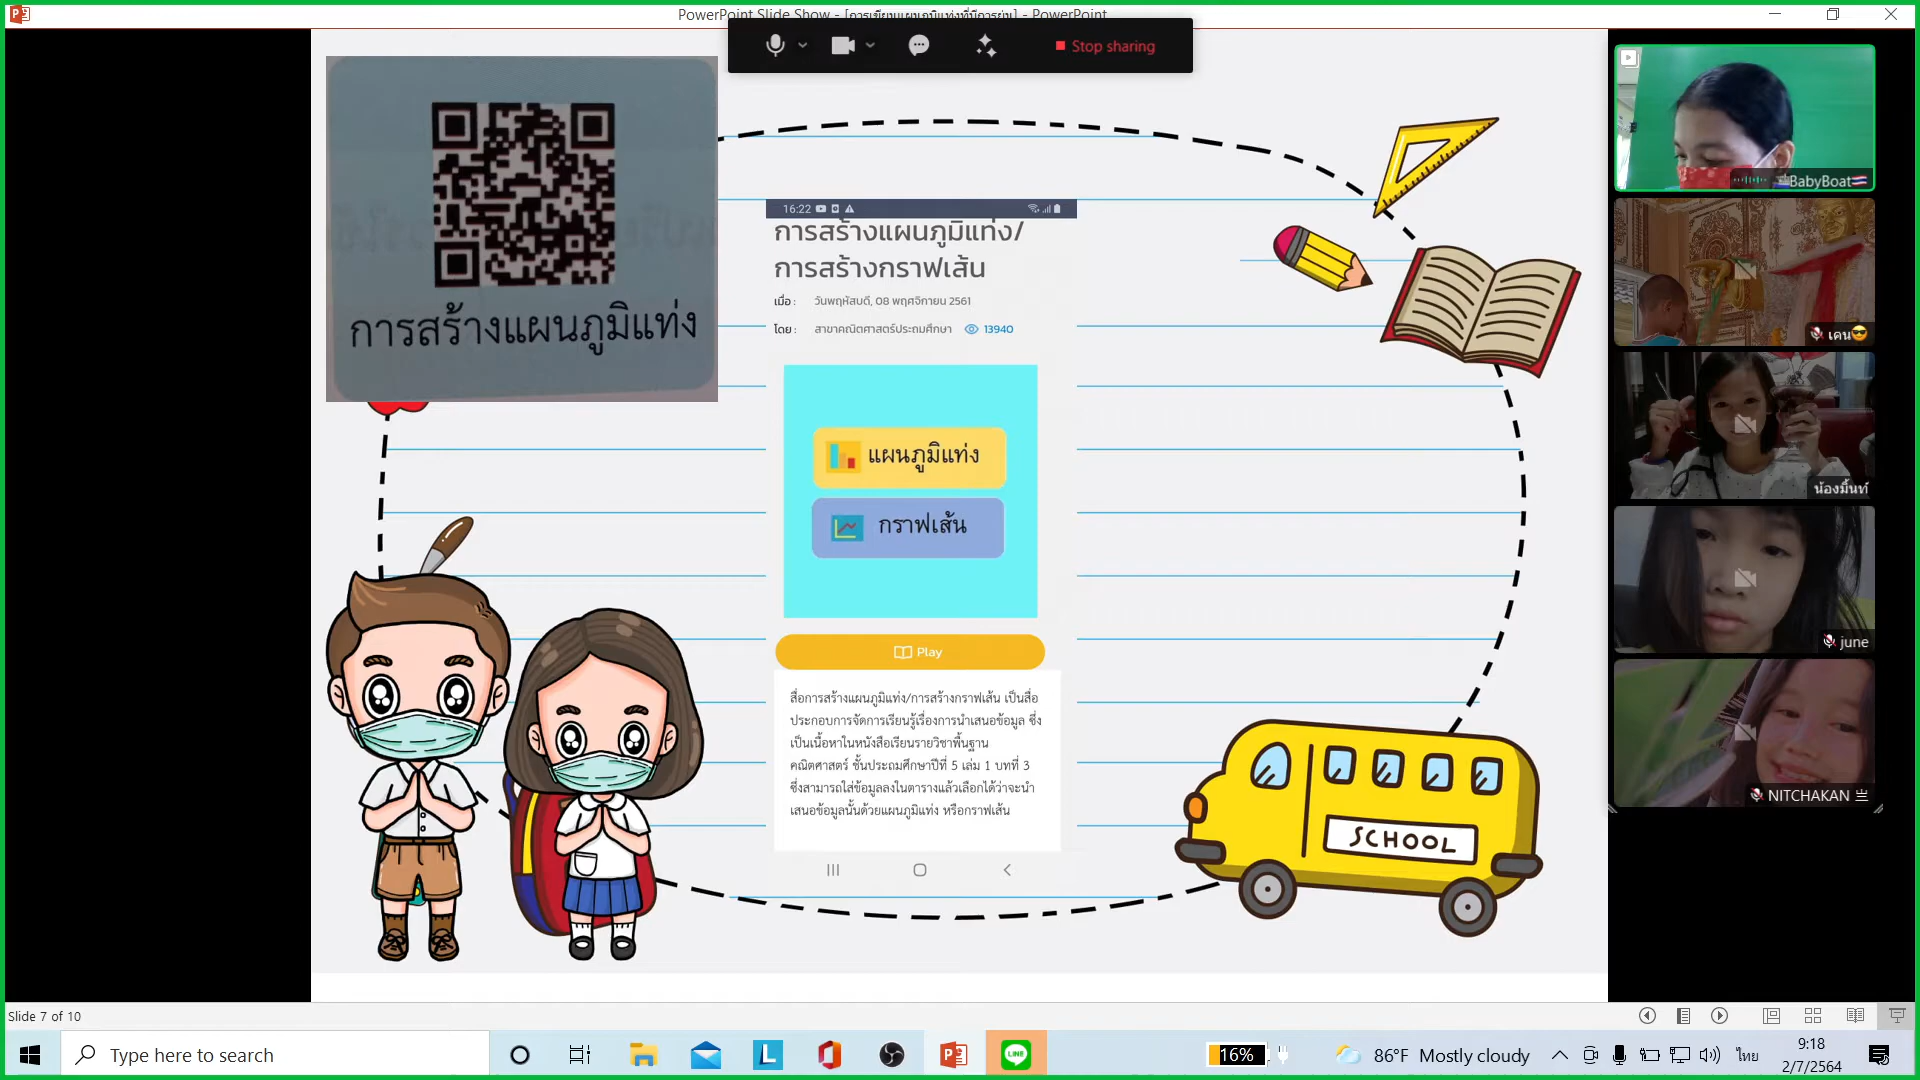 PowerPoint Slide Show - [การเขียนแผนภูมิแท่งที่มีการย่น] - PowerPoint
Stop sharing
การสร้างแผนภูมิแท่ง
16:22
การสร้างแผนภูมิแท่ง/
การสร้างกราฟเส้น
เมื่อ : วันพฤหัสบดี, 08 พฤศจิกายน 2561
โดย : สาขาคณิตศาสตร์ประถมศึกษา 13940
แผนภูมิแท่ง
กราฟเส้น
Play
สื่อการสร้างแผนภูมิแท่ง/การสร้างกราฟเส้น เป็นสื่อ
ประกอบการจัดการเรียนรู้เรื่องการนำเสนอข้อมูล ซึ่ง
เป็นเนื้อหาในหนังสือเรียนรายวิชาพื้นฐาน
คณิตศาสตร์ ชั้นประถมศึกษาปีที่ 5 เล่ม 1 บทที่ 3
ซึ่งสามารถใส่ข้อมูลลงในตารางแล้วเลือกได้ว่าจะนำ
เสนอข้อมูลนั้นด้วยแผนภูมิแท่ง หรือกราฟเส้น
SCHOOL
BabyBoat
เคน
น้องมิ้นท์
june
NITCHAKAN
Slide 7 of 10
Type here to search
L
LINE
16%
86°F Mostly cloudy
ไทย
9:18
2/7/2564